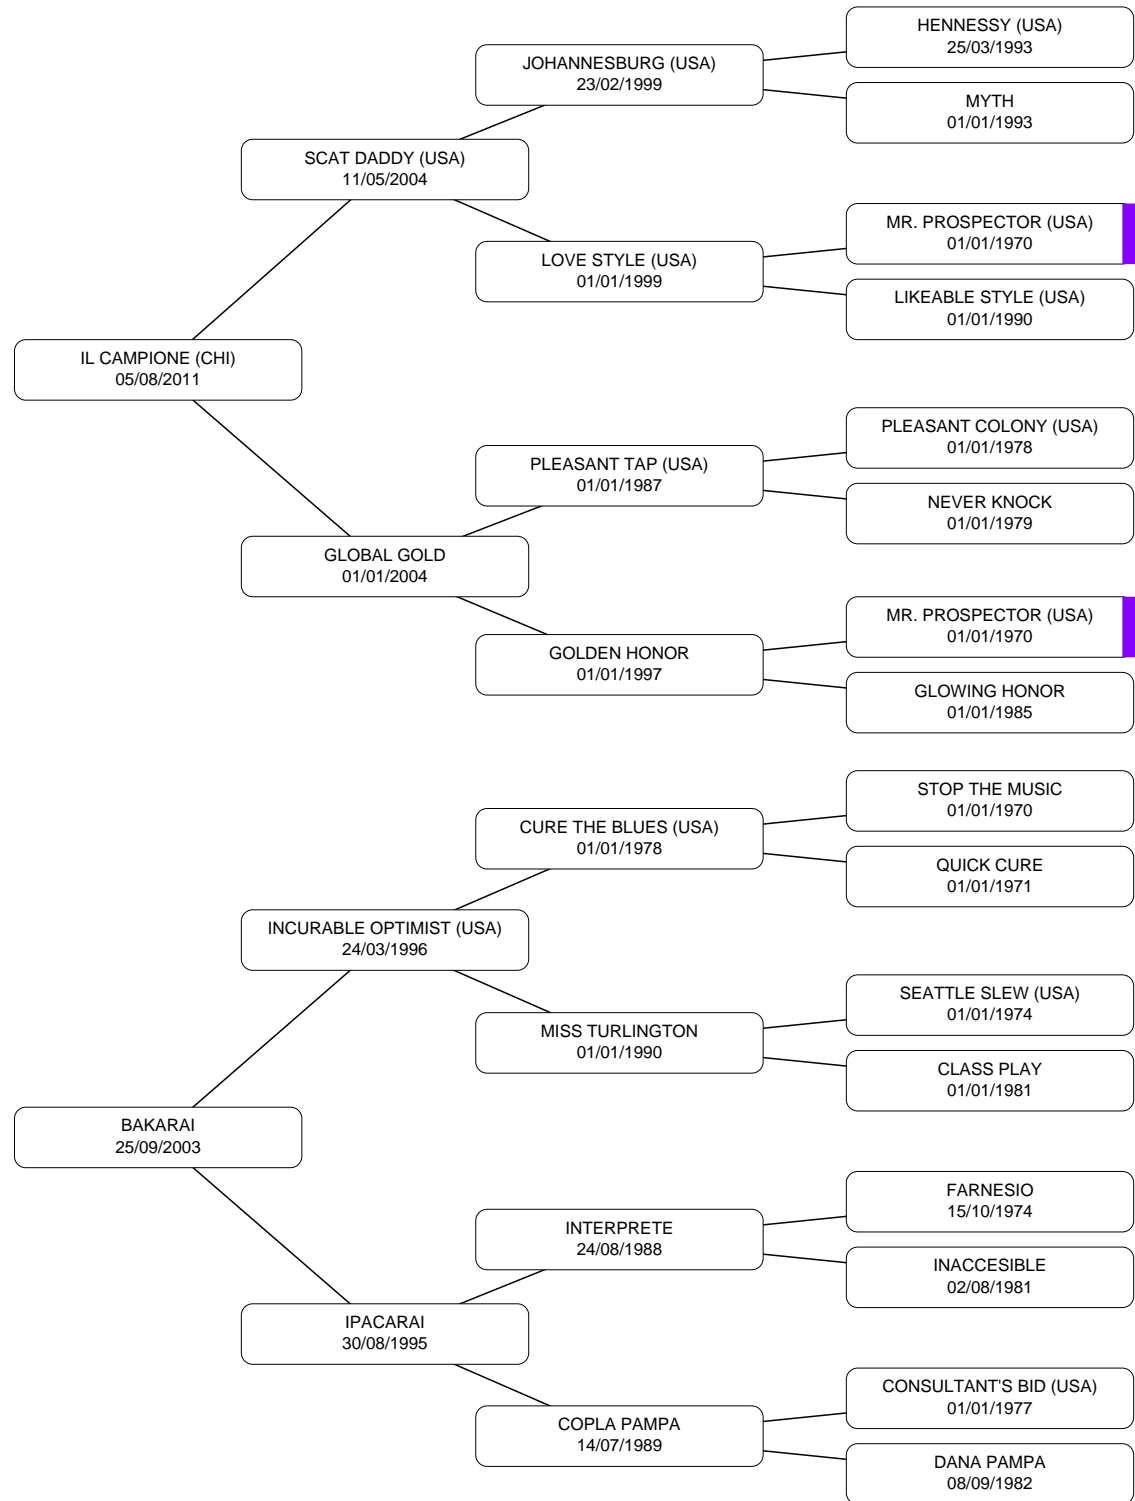 HENNESSY (USA)
25/03/1993
JOHANNESBURG (USA)
23/02/1999
MYTH
01/01/1993
SCAT DADDY (USA)
11/05/2004
MR. PROSPECTOR (USA)
01/01/1970
LOVE STYLE (USA)
01/01/1999
LIKEABLE STYLE (USA)
01/01/1990
IL CAMPIONE (CHI)
05/08/2011
PLEASANT COLONY (USA)
01/01/1978
PLEASANT TAP (USA)
01/01/1987
NEVER KNOCK
01/01/1979
GLOBAL GOLD
01/01/2004
MR. PROSPECTOR (USA)
01/01/1970
GOLDEN HONOR
01/01/1997
GLOWING HONOR
01/01/1985
STOP THE MUSIC
01/01/1970
CURE THE BLUES (USA)
01/01/1978
QUICK CURE
01/01/1971
INCURABLE OPTIMIST (USA)
24/03/1996
SEATTLE SLEW (USA)
01/01/1974
MISS TURLINGTON
01/01/1990
CLASS PLAY
01/01/1981
BAKARAI
25/09/2003
FARNESIO
15/10/1974
INTERPRETE
24/08/1988
INACCESIBLE
02/08/1981
IPACARAI
30/08/1995
CONSULTANT'S BID (USA)
01/01/1977
COPLA PAMPA
14/07/1989
DANA PAMPA
08/09/1982